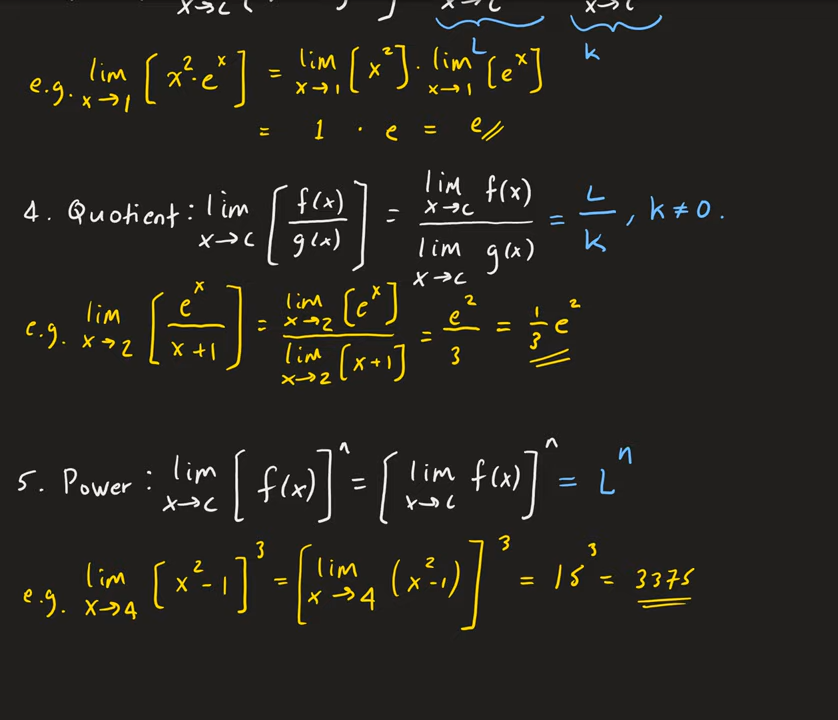 x→c x→c
L k
e.g. lim x→1 [x²·eˣ] = lim x→1 [x²] · lim x→1 [eˣ]
= 1 · e = e
4. Quotient: lim x→c [f(x)/g(x)] = lim x→c f(x) / lim x→c g(x) = L/k, k≠0.
e.g. lim x→2 [eˣ/x+1] = lim x→2 [eˣ] / lim x→2 [x+1] = e²/3 = 1/3 e²
5. Power: lim x→c [f(x)]ⁿ = [lim x→c f(x)]ⁿ = Lⁿ
e.g. lim x→4 [x²-1]³ = [lim x→4 (x²-1)]³ = 15³ = 3375